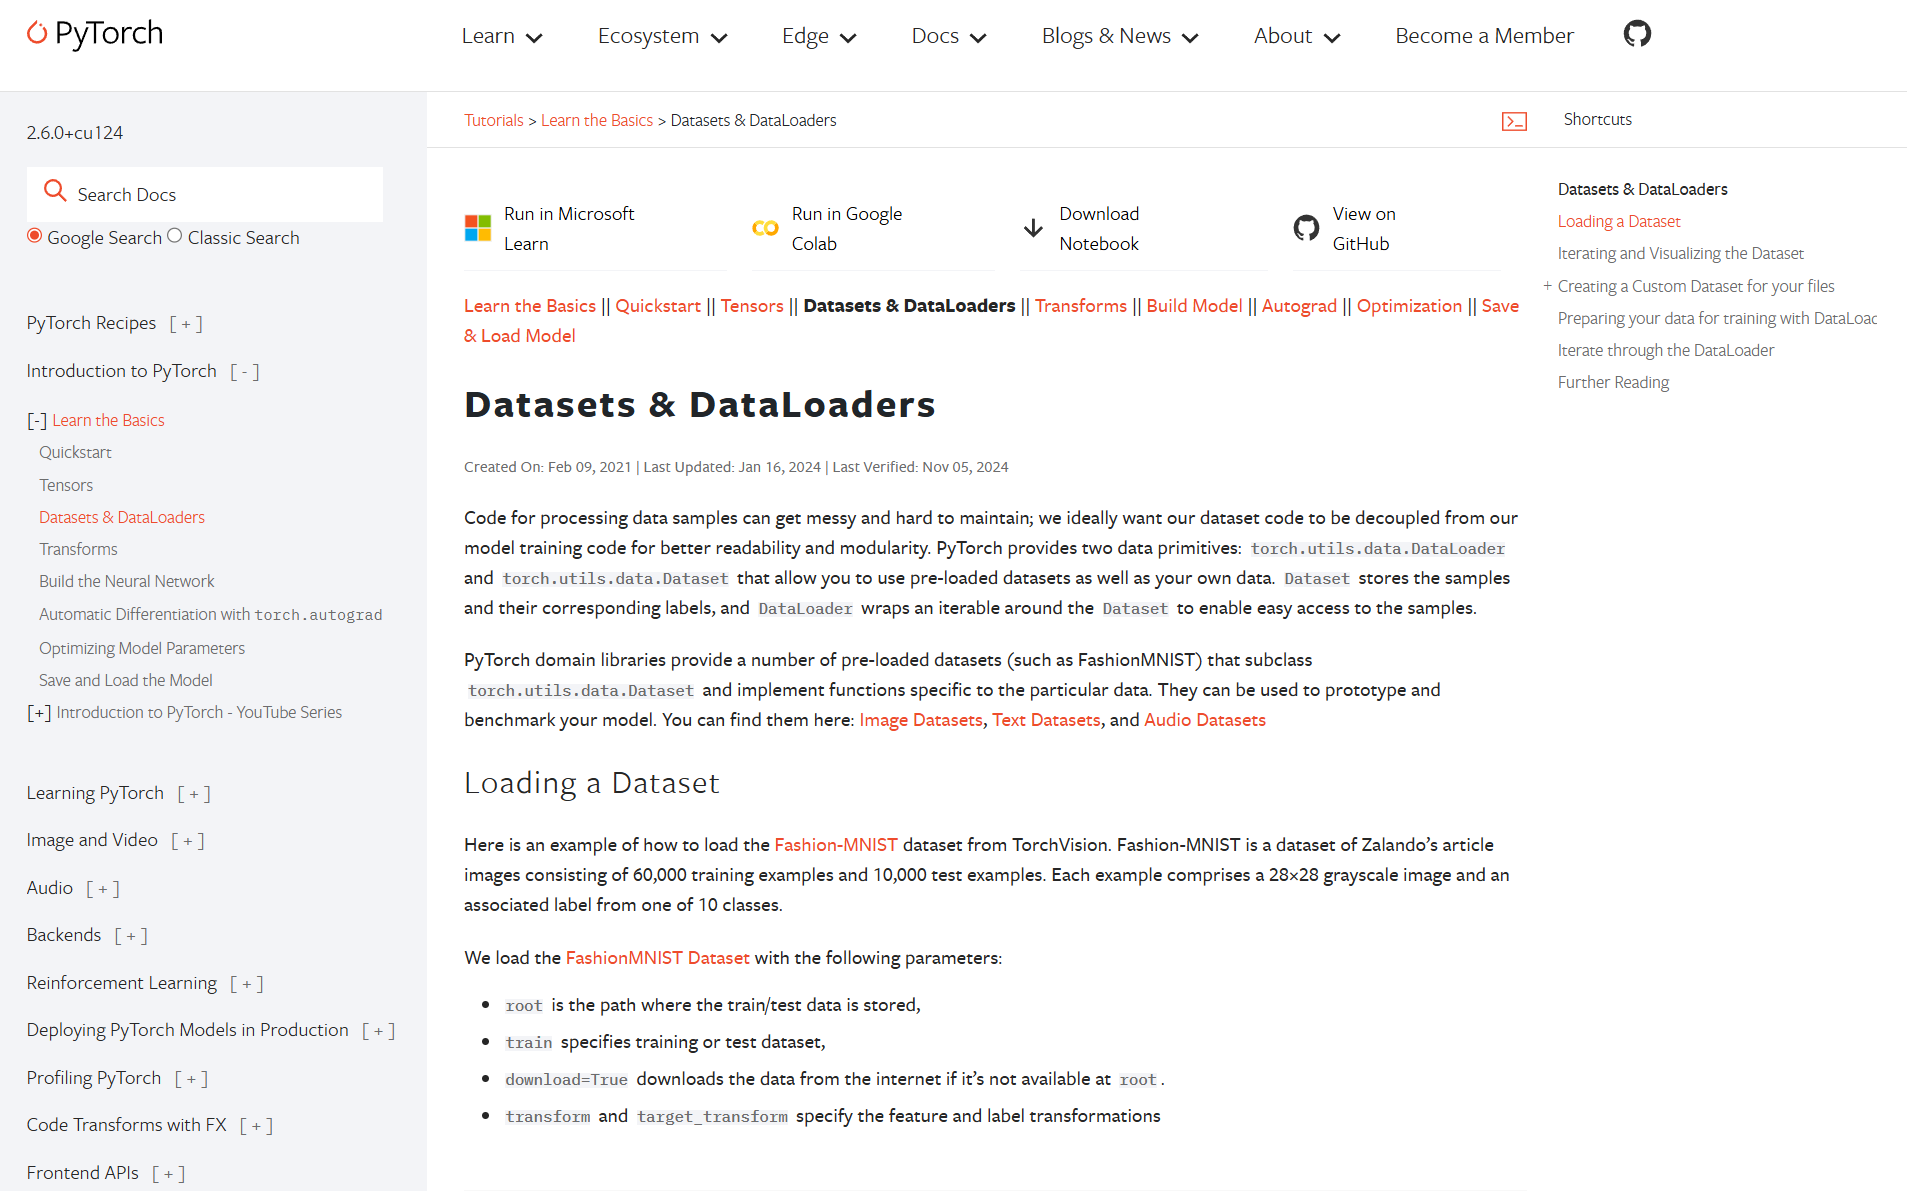 PyTorch
Learn
Ecosystem
Edge
Docs
Blogs & News
About
Become a Member
2.6.0+cu124
Search Docs
Google Search
Classic Search
PyTorch Recipes [ + ]
Introduction to PyTorch [ - ]
[-] Learn the Basics
Quickstart
Tensors
Datasets & DataLoaders
Transforms
Build the Neural Network
Automatic Differentiation with torch.autograd
Optimizing Model Parameters
Save and Load the Model
[+] Introduction to PyTorch - YouTube Series
Learning PyTorch [ + ]
Image and Video [ + ]
Audio [ + ]
Backends [ + ]
Reinforcement Learning [ + ]
Deploying PyTorch Models in Production [ + ]
Profiling PyTorch [ + ]
Code Transforms with FX [ + ]
Frontend APIs [ + ]
Tutorials > Learn the Basics > Datasets & DataLoaders
Run in Microsoft
Learn
Run in Google
Colab
Download
Notebook
View on
GitHub
Learn the Basics || Quickstart || Tensors || Datasets & DataLoaders || Transforms || Build Model || Autograd || Optimization || Save
& Load Model
Datasets & DataLoaders
Created On: Feb 09, 2021 | Last Updated: Jan 16, 2024 | Last Verified: Nov 05, 2024
Code for processing data samples can get messy and hard to maintain; we ideally want our dataset code to be decoupled from our
model training code for better readability and modularity. PyTorch provides two data primitives: torch.utils.data.DataLoader
and torch.utils.data.Dataset that allow you to use pre-loaded datasets as well as your own data. Dataset stores the samples
and their corresponding labels, and DataLoader wraps an iterable around the Dataset to enable easy access to the samples.
PyTorch domain libraries provide a number of pre-loaded datasets (such as FashionMNIST) that subclass
torch.utils.data.Dataset and implement functions specific to the particular data. They can be used to prototype and
benchmark your model. You can find them here: Image Datasets, Text Datasets, and Audio Datasets
Loading a Dataset
Here is an example of how to load the Fashion-MNIST dataset from TorchVision. Fashion-MNIST is a dataset of Zalando’s article
images consisting of 60,000 training examples and 10,000 test examples. Each example comprises a 28×28 grayscale image and an
associated label from one of 10 classes.
We load the FashionMNIST Dataset with the following parameters:
• root is the path where the train/test data is stored,
• train specifies training or test dataset,
• download=True downloads the data from the internet if it’s not available at root.
• transform and target_transform specify the feature and label transformations
Shortcuts
Datasets & DataLoaders
Loading a Dataset
Iterating and Visualizing the Dataset
+ Creating a Custom Dataset for your files
Preparing your data for training with DataLoac
Iterate through the DataLoader
Further Reading